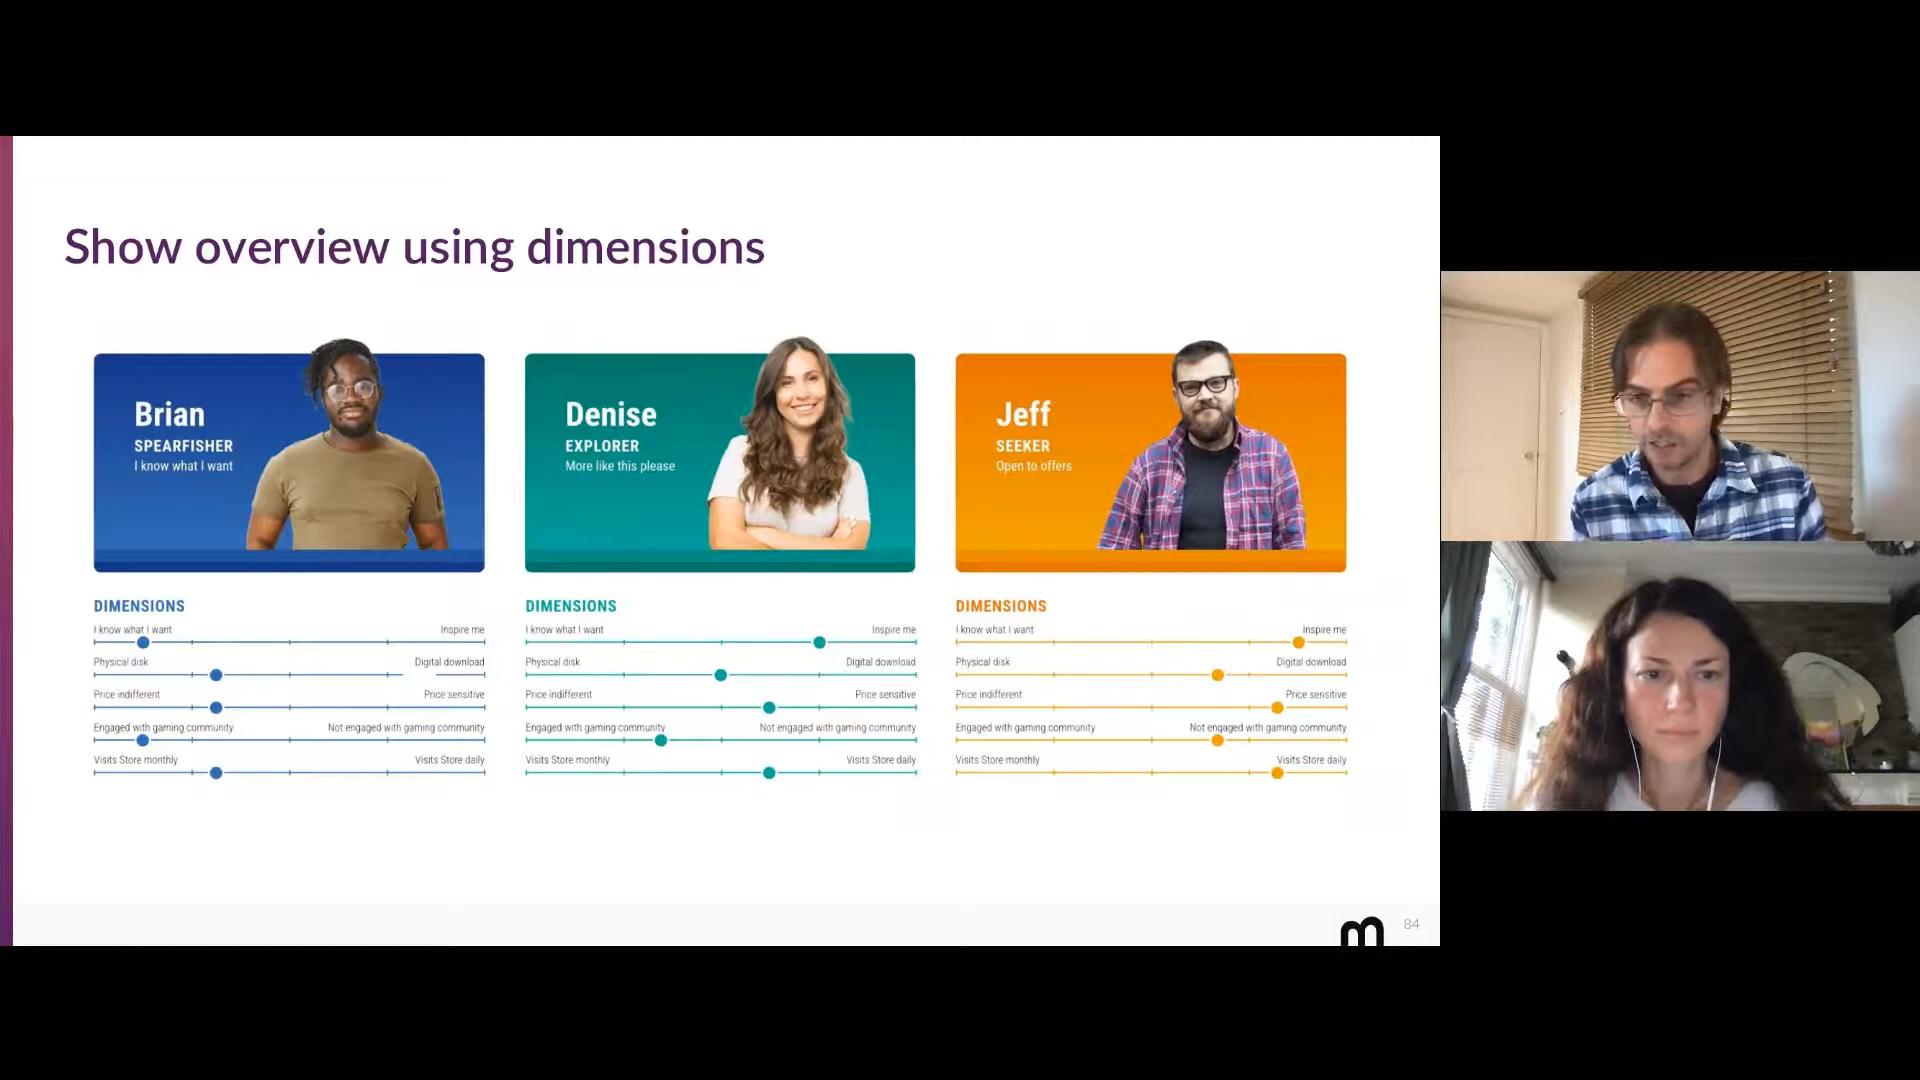 Show overview using dimensions
Brian
SPEARFISHER
I know what I want
DIMENSIONS
I know what I want Inspire me
Physical disk Digital download
Price indifferent Price sensitive
Engaged with gaming community Not engaged with gaming community
Visits Store monthly Visits Store daily
Denise
EXPLORER
More like this please
DIMENSIONS
I know what I want Inspire me
Physical disk Digital download
Price indifferent Price sensitive
Engaged with gaming community Not engaged with gaming community
Visits Store monthly Visits Store daily
Jeff
SEEKER
Open to offers
DIMENSIONS
I know what I want Inspire me
Physical disk Digital download
Price indifferent Price sensitive
Engaged with gaming community Not engaged with gaming community
Visits Store monthly Visits Store daily
m 84